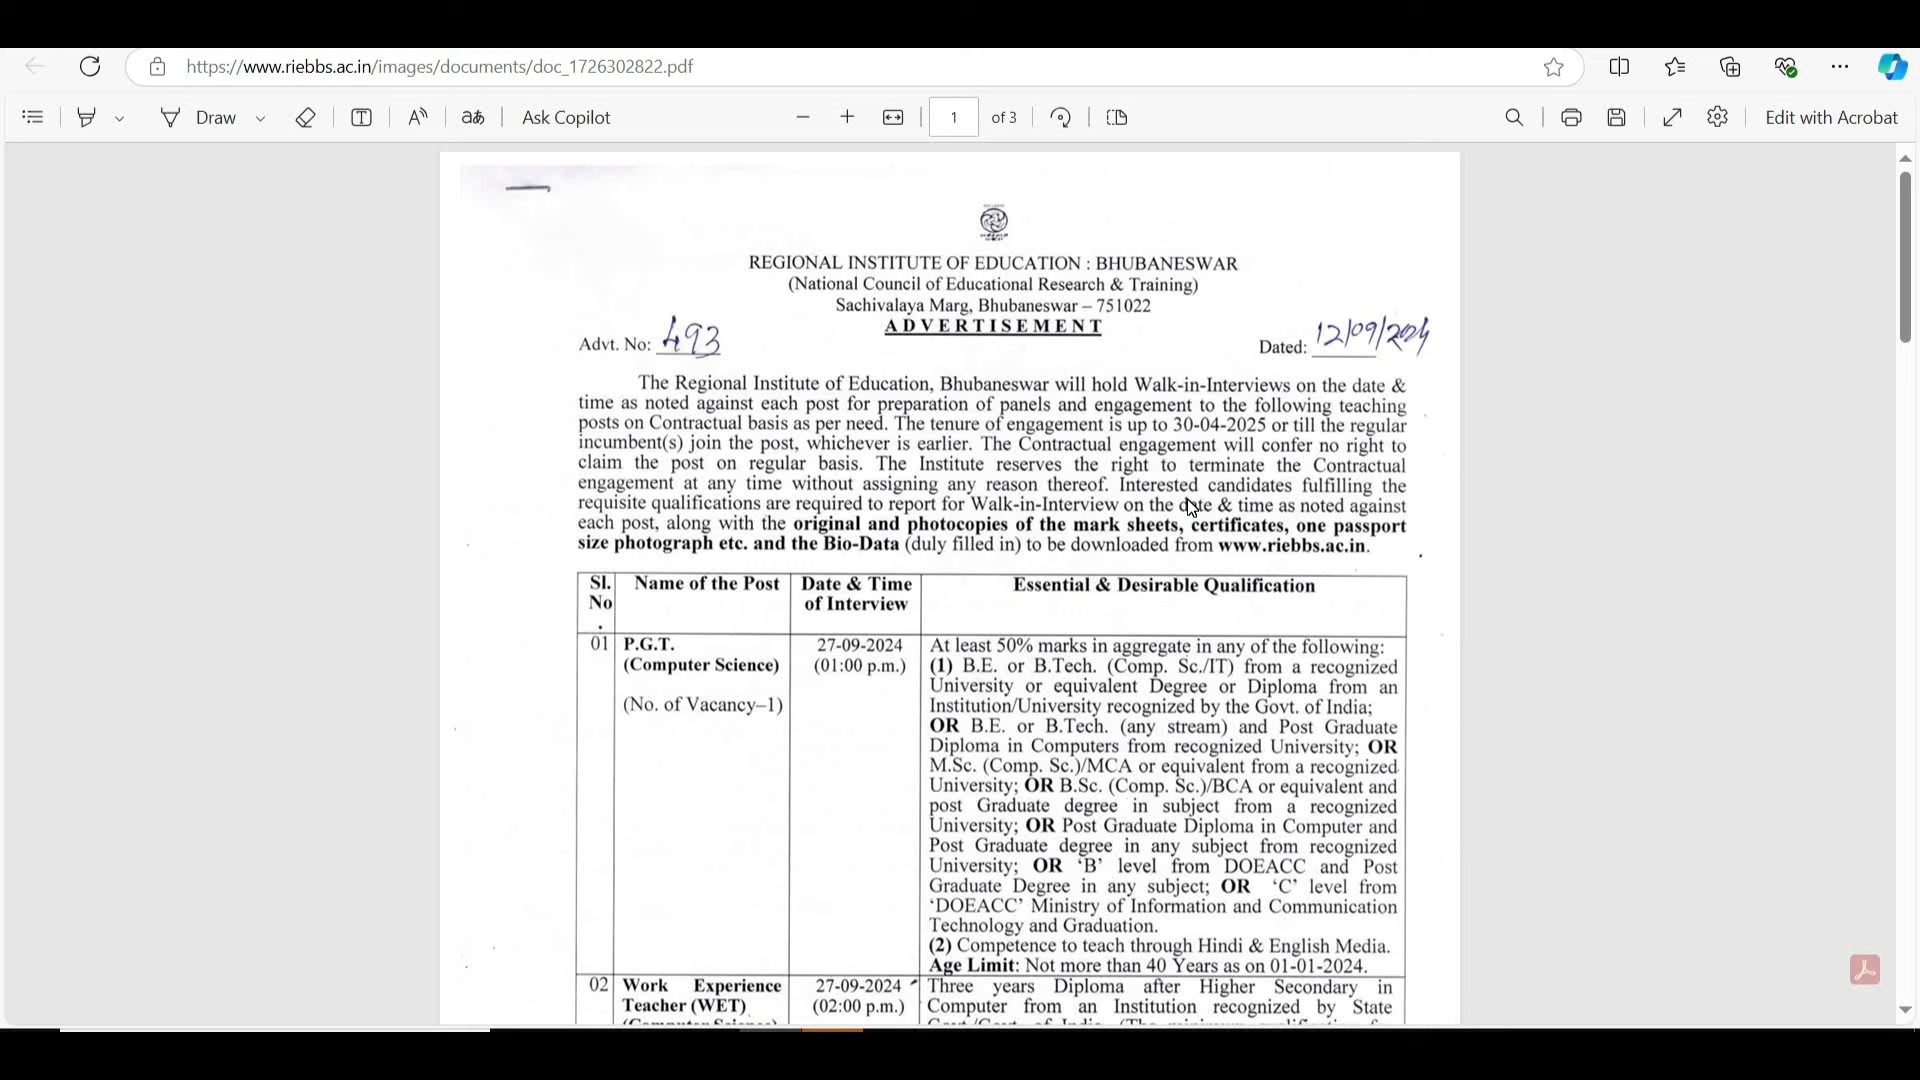 https://www.riebbs.ac.in/images/documents/doc_1726302822.pdf
Draw
Ask Copilot
1 of 3
Edit with Acrobat
REGIONAL INSTITUTE OF EDUCATION : BHUBANESWAR
(National Council of Educational Research & Training)
Sachivalaya Marg, Bhubaneswar – 751022
ADVERTISEMENT
Advt. No: 493
Dated: 12/09/2024
The Regional Institute of Education, Bhubaneswar will hold Walk-in-Interviews on the date &
time as noted against each post for preparation of panels and engagement to the following teaching
posts on Contractual basis as per need. The tenure of engagement is up to 30-04-2025 or till the regular
incumbent(s) join the post, whichever is earlier. The Contractual engagement will confer no right to
claim the post on regular basis. The Institute reserves the right to terminate the Contractual
engagement at any time without assigning any reason thereof. Interested candidates fulfilling the
requisite qualifications are required to report for Walk-in-Interview on the date & time as noted against
each post, along with the original and photocopies of the mark sheets, certificates, one passport
size photograph etc. and the Bio-Data (duly filled in) to be downloaded from www.riebbs.ac.in.
Sl. No. Name of the Post Date & Time of Interview Essential & Desirable Qualification
01 P.G.T.
(Computer Science)
(No. of Vacancy–1)
27-09-2024
(01:00 p.m.)
At least 50% marks in aggregate in any of the following:
(1) B.E. or B.Tech. (Comp. Sc./IT) from a recognized
University or equivalent Degree or Diploma from an
Institution/University recognized by the Govt. of India;
OR B.E. or B.Tech. (any stream) and Post Graduate
Diploma in Computers from recognized University; OR
M.Sc. (Comp. Sc.)/MCA or equivalent from a recognized
University; OR B.Sc. (Comp. Sc.)/BCA or equivalent and
post Graduate degree in subject from a recognized
University; OR Post Graduate Diploma in Computer and
Post Graduate degree in any subject from recognized
University; OR ‘B’ level from DOEACC and Post
Graduate Degree in any subject; OR ‘C’ level from
‘DOEACC’ Ministry of Information and Communication
Technology and Graduation.
(2) Competence to teach through Hindi & English Media.
Age Limit: Not more than 40 Years as on 01-01-2024.
02 Work Experience
Teacher (WET)
27-09-2024
(02:00 p.m.)
Three years Diploma after Higher Secondary in
Computer from an Institution recognized by State